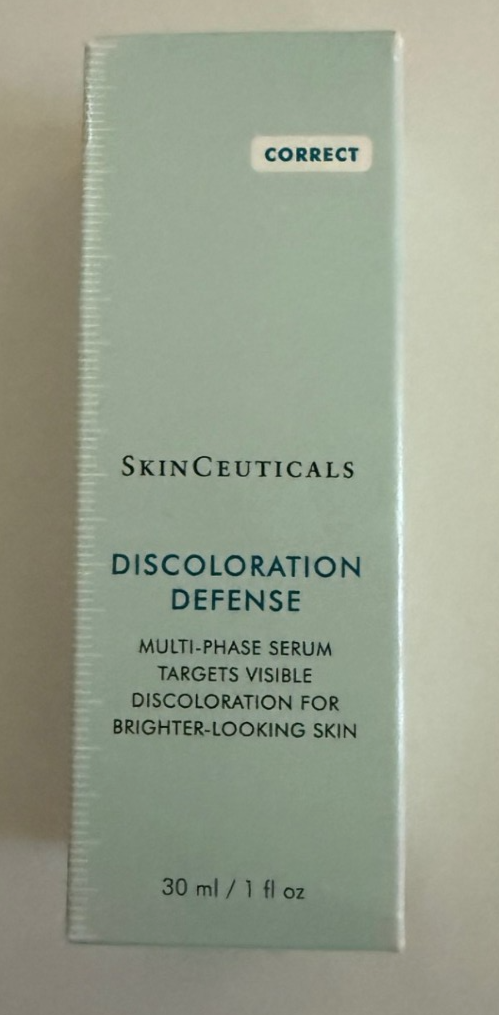 CORRECT
SKINCEUTICALS
DISCOLORATION
DEFENSE
MULTI-PHASE SERUM
TARGETS VISIBLE
DISCOLORATION FOR
BRIGHTER-LOOKING SKIN
30 ml / 1 fl oz